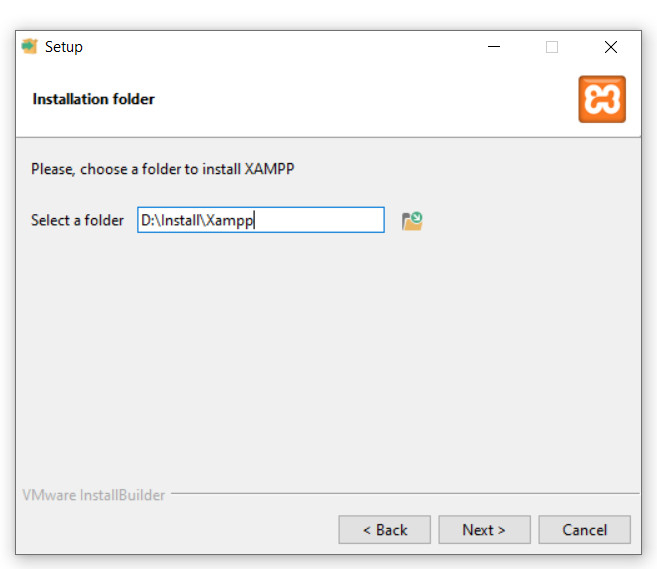 Setup
Installation folder
Please, choose a folder to install XAMPP
Select a folder D:\Install\Xampp
VMware InstallBuilder
< Back Next > Cancel